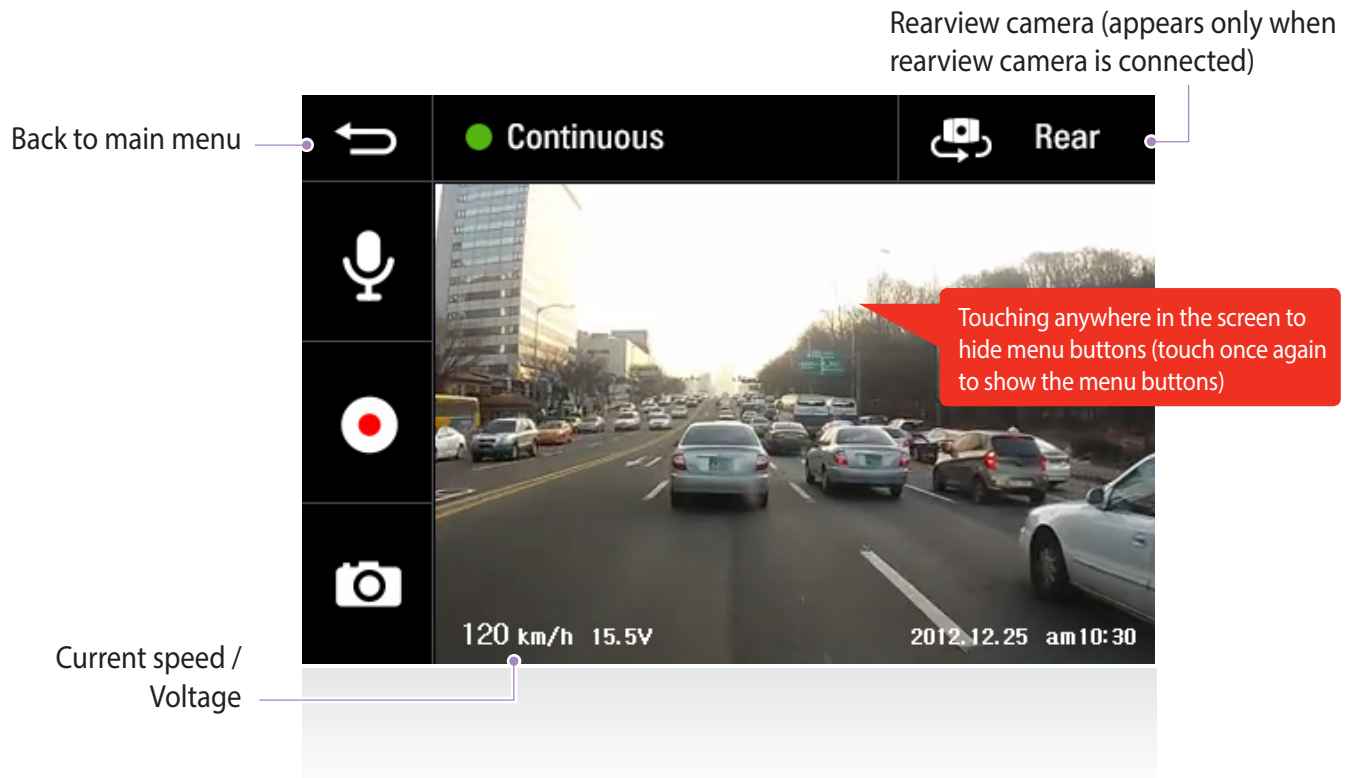 Rearview camera (appears only when
rearview camera is connected)
Back to main menu
Continuous
Rear
Touching anywhere in the screen to
hide menu buttons (touch once again
to show the menu buttons)
120 km/h 15.5V
2012.12.25 am10:30
Current speed /
Voltage